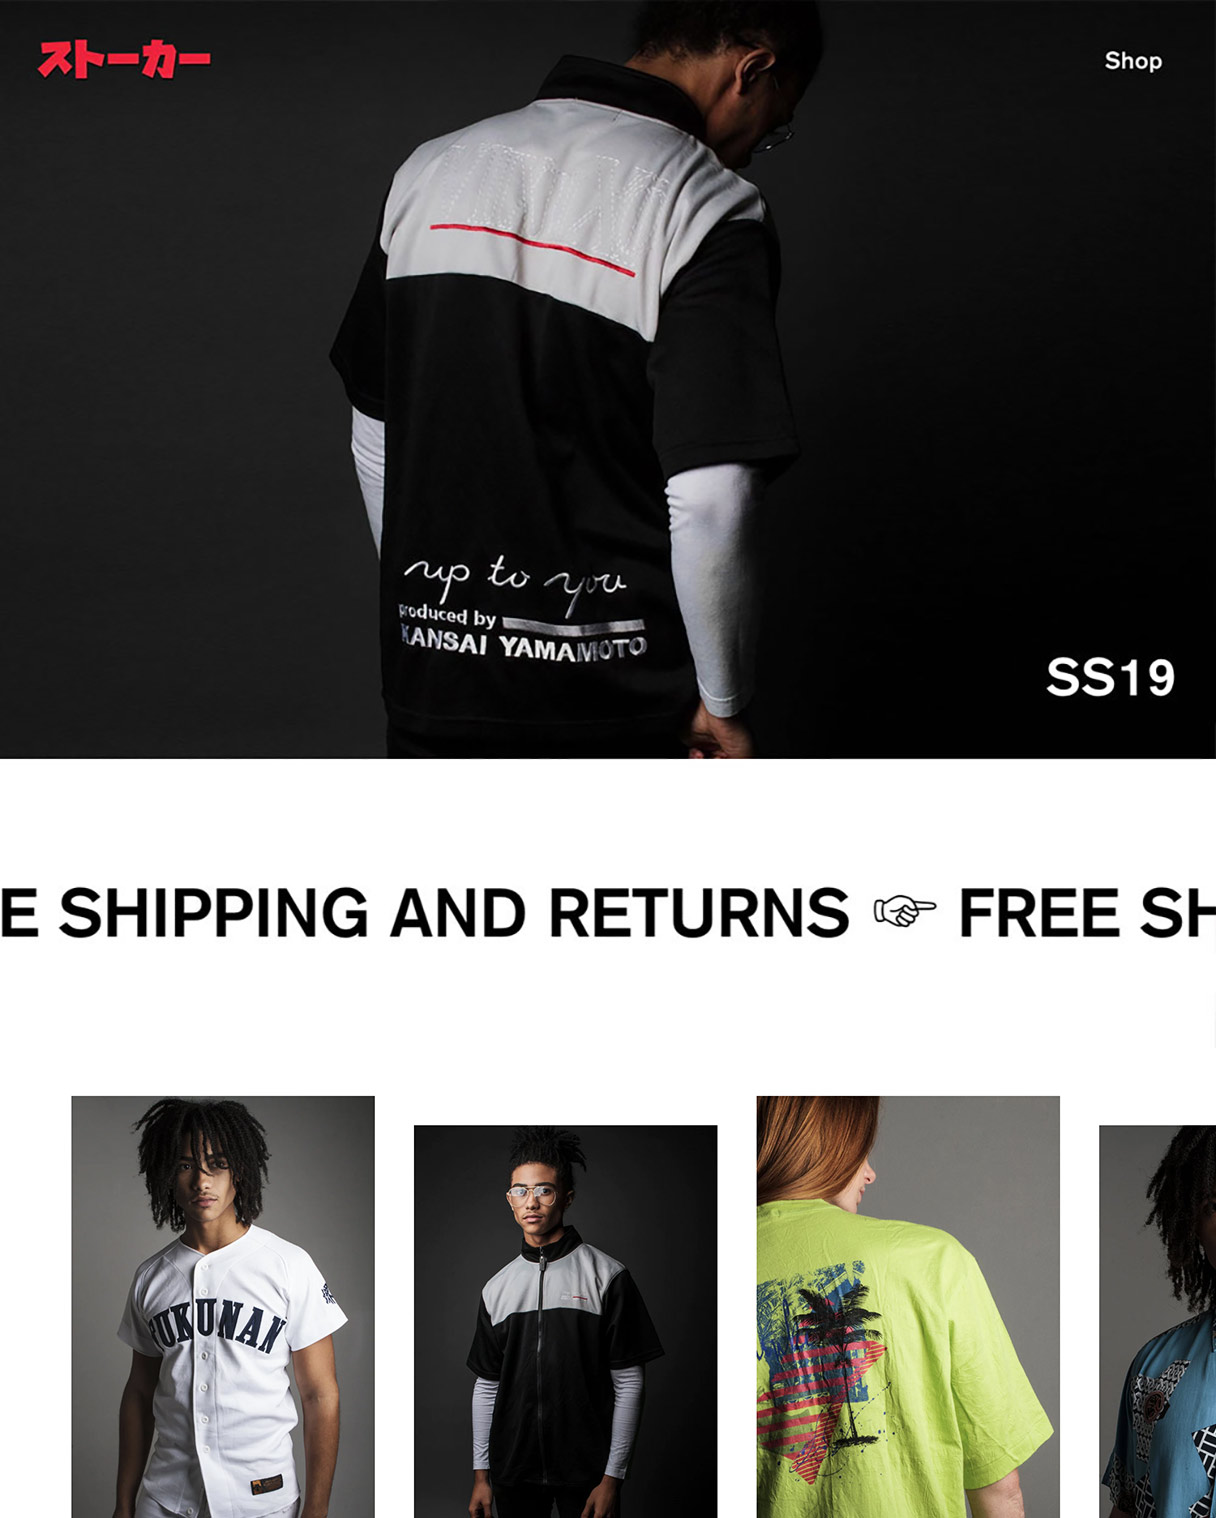 ストーカー
Shop
up to you
produced by
KANSAI YAMAMOTO
SS19
E SHIPPING AND RETURNS ☞ FREE SH
FUKUNAN